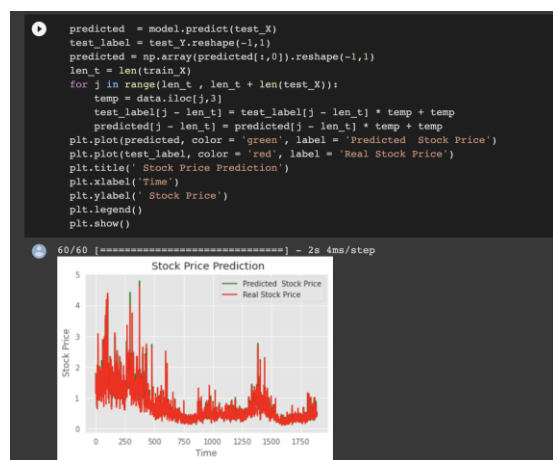 predicted  = model.predict(test_X)
test_label = test_Y.reshape(-1,1)
predicted = np.array(predicted[:,0]).reshape(-1,1)
len_t = len(train_X)
for j in range(len_t , len_t + len(test_X)):
    temp = data.iloc[j,3]
    test_label[j - len_t] = test_label[j - len_t] * temp + temp
    predicted[j - len_t] = predicted[j - len_t] * temp + temp
plt.plot(predicted, color = 'green', label = 'Predicted  Stock Price')
plt.plot(test_label, color = 'red', label = 'Real Stock Price')
plt.title(' Stock Price Prediction')
plt.xlabel('Time')
plt.ylabel(' Stock Price')
plt.legend()
plt.show()
60/60 [==============================] - 2s 4ms/step
Stock Price Prediction
Predicted  Stock Price
Real Stock Price
Stock Price
5
4
3
2
1
0
0 250 500 750 1000 1250 1500 1750
Time